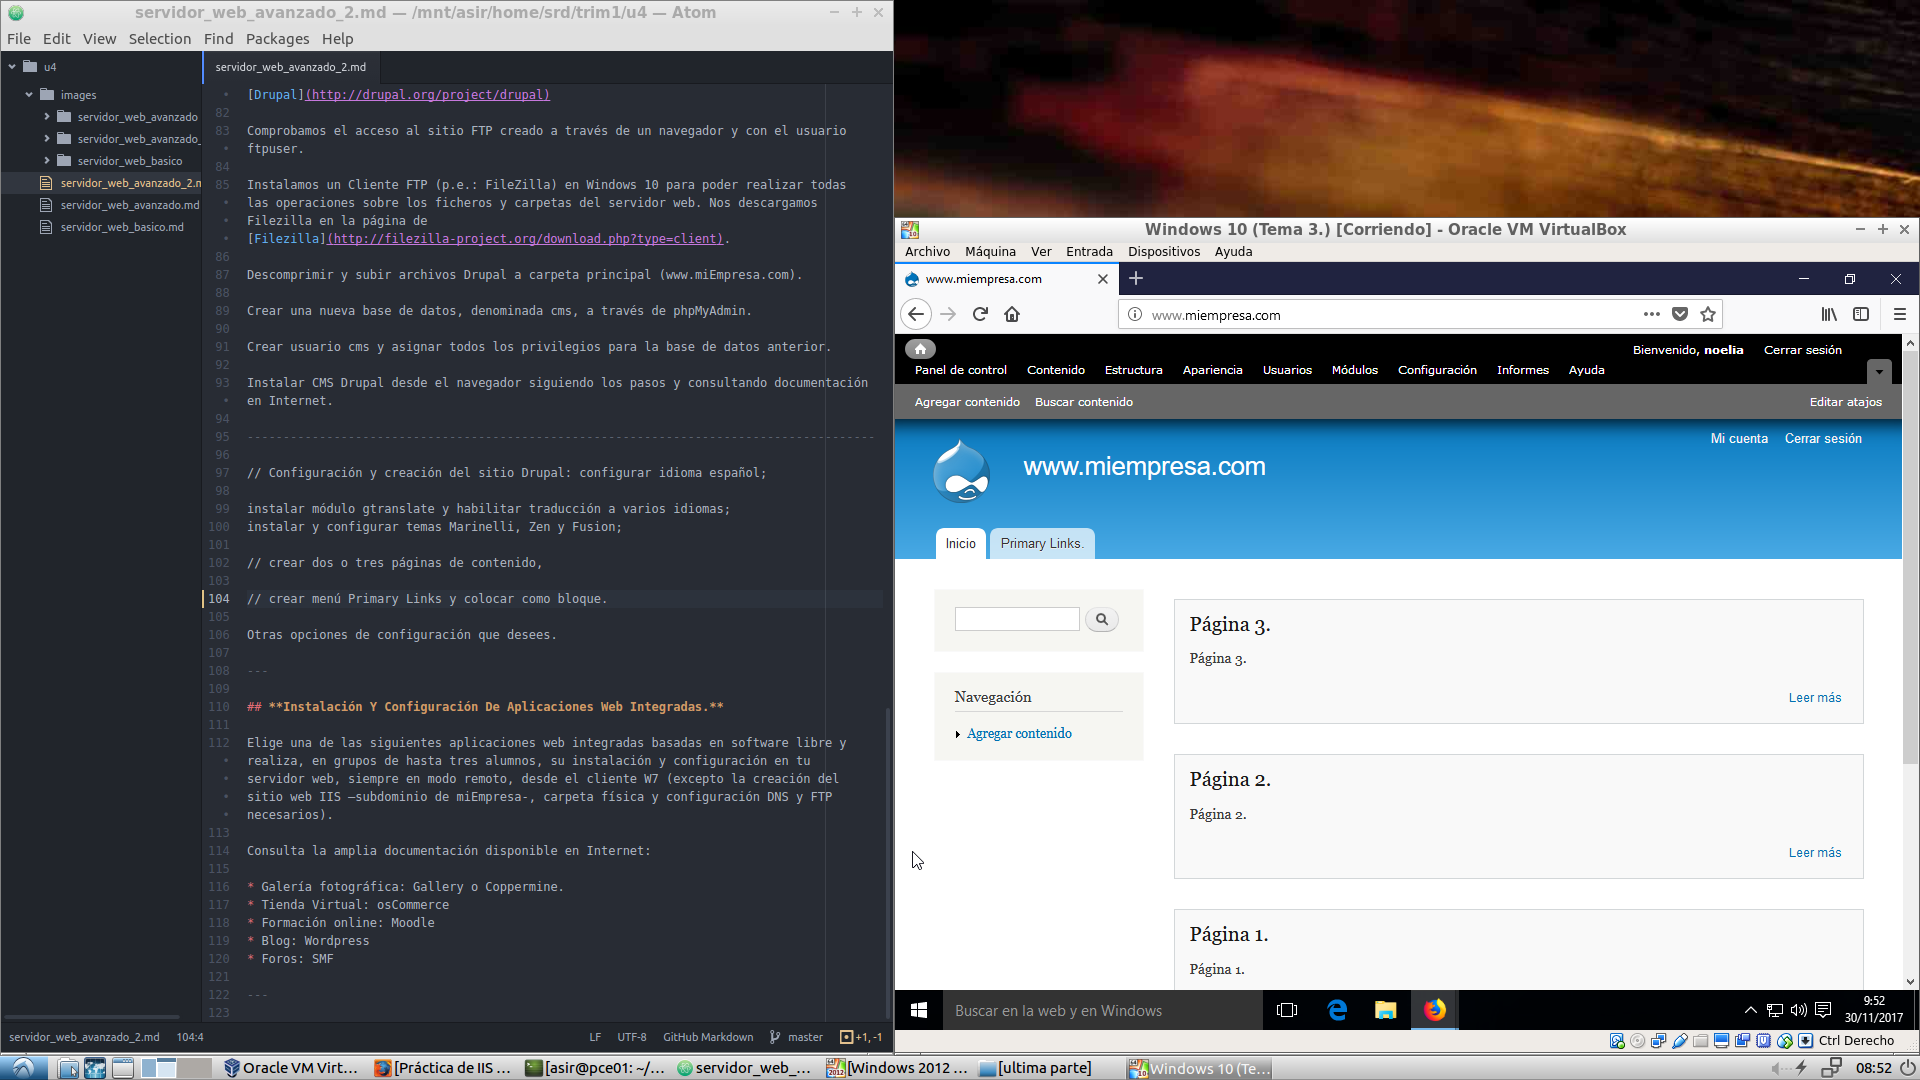 servidor_web_avanzado_2.md — /mnt/asir/home/srd/trim1/u4 — Atom
File Edit View Selection Find Packages Help
u4
images
servidor_web_avanzado
servidor_web_avanzado_
servidor_web_basico
servidor_web_avanzado_2.m
servidor_web_avanzado.md
servidor_web_basico.md
servidor_web_avanzado_2.md
[Drupal](http://drupal.org/project/drupal)
82
83 Comprobamos el acceso al sitio FTP creado a través de un navegador y con el usuario
ftpuser.
84
85 Instalamos un Cliente FTP (p.e.: FileZilla) en Windows 10 para poder realizar todas
las operaciones sobre los ficheros y carpetas del servidor web. Nos descargamos
Filezilla en la página de
[Filezilla](http://filezilla-project.org/download.php?type=client).
86
87 Descomprimir y subir archivos Drupal a carpeta principal (www.miEmpresa.com).
88
89 Crear una nueva base de datos, denominada cms, a través de phpMyAdmin.
90
91 Crear usuario cms y asignar todos los privilegios para la base de datos anterior.
92
93 Instalar CMS Drupal desde el navegador siguiendo los pasos y consultando documentación
en Internet.
94
95 ---------------------------------------------------------------------------------------
96
97 // Configuración y creación del sitio Drupal: configurar idioma español;
98
99 instalar módulo gtranslate y habilitar traducción a varios idiomas;
100 instalar y configurar temas Marinelli, Zen y Fusion;
101
102 // crear dos o tres páginas de contenido,
103
104 // crear menú Primary Links y colocar como bloque.
105
106 Otras opciones de configuración que desees.
107
108 ---
109
110 ## **Instalación Y Configuración De Aplicaciones Web Integradas.**
111
112 Elige una de las siguientes aplicaciones web integradas basadas en software libre y
realiza, en grupos de hasta tres alumnos, su instalación y configuración en tu
servidor web, siempre en modo remoto, desde el cliente W7 (excepto la creación del
sitio web IIS –subdominio de miEmpresa-, carpeta física y configuración DNS y FTP
necesarios).
113
114 Consulta la amplia documentación disponible en Internet:
115
116 * Galería fotográfica: Gallery o Coppermine.
117 * Tienda Virtual: osCommerce
118 * Formación online: Moodle
119 * Blog: Wordpress
120 * Foros: SMF
121
122 ---
123
servidor_web_avanzado_2.md 104:4 LF UTF-8 GitHub Markdown master +1, -1
Windows 10 (Tema 3.) [Corriendo] - Oracle VM VirtualBox
Archivo Máquina Ver Entrada Dispositivos Ayuda
www.miempresa.com
www.miempresa.com
Bienvenido, noelia Cerrar sesión
Panel de control Contenido Estructura Apariencia Usuarios Módulos Configuración Informes Ayuda
Agregar contenido Buscar contenido Editar atajos
Mi cuenta Cerrar sesión
www.miempresa.com
Inicio Primary Links.
Navegación
Agregar contenido
Página 3.
Página 3.
Leer más
Página 2.
Página 2.
Leer más
Página 1.
Página 1.
Buscar en la web y en Windows
9:52
30/11/2017
Ctrl Derecho
Oracle VM Virt... [Práctica de IIS ... [asir@pce01: ~/... servidor_web_... [Windows 2012 ... [ultima parte] Windows 10 (Te... 08:52